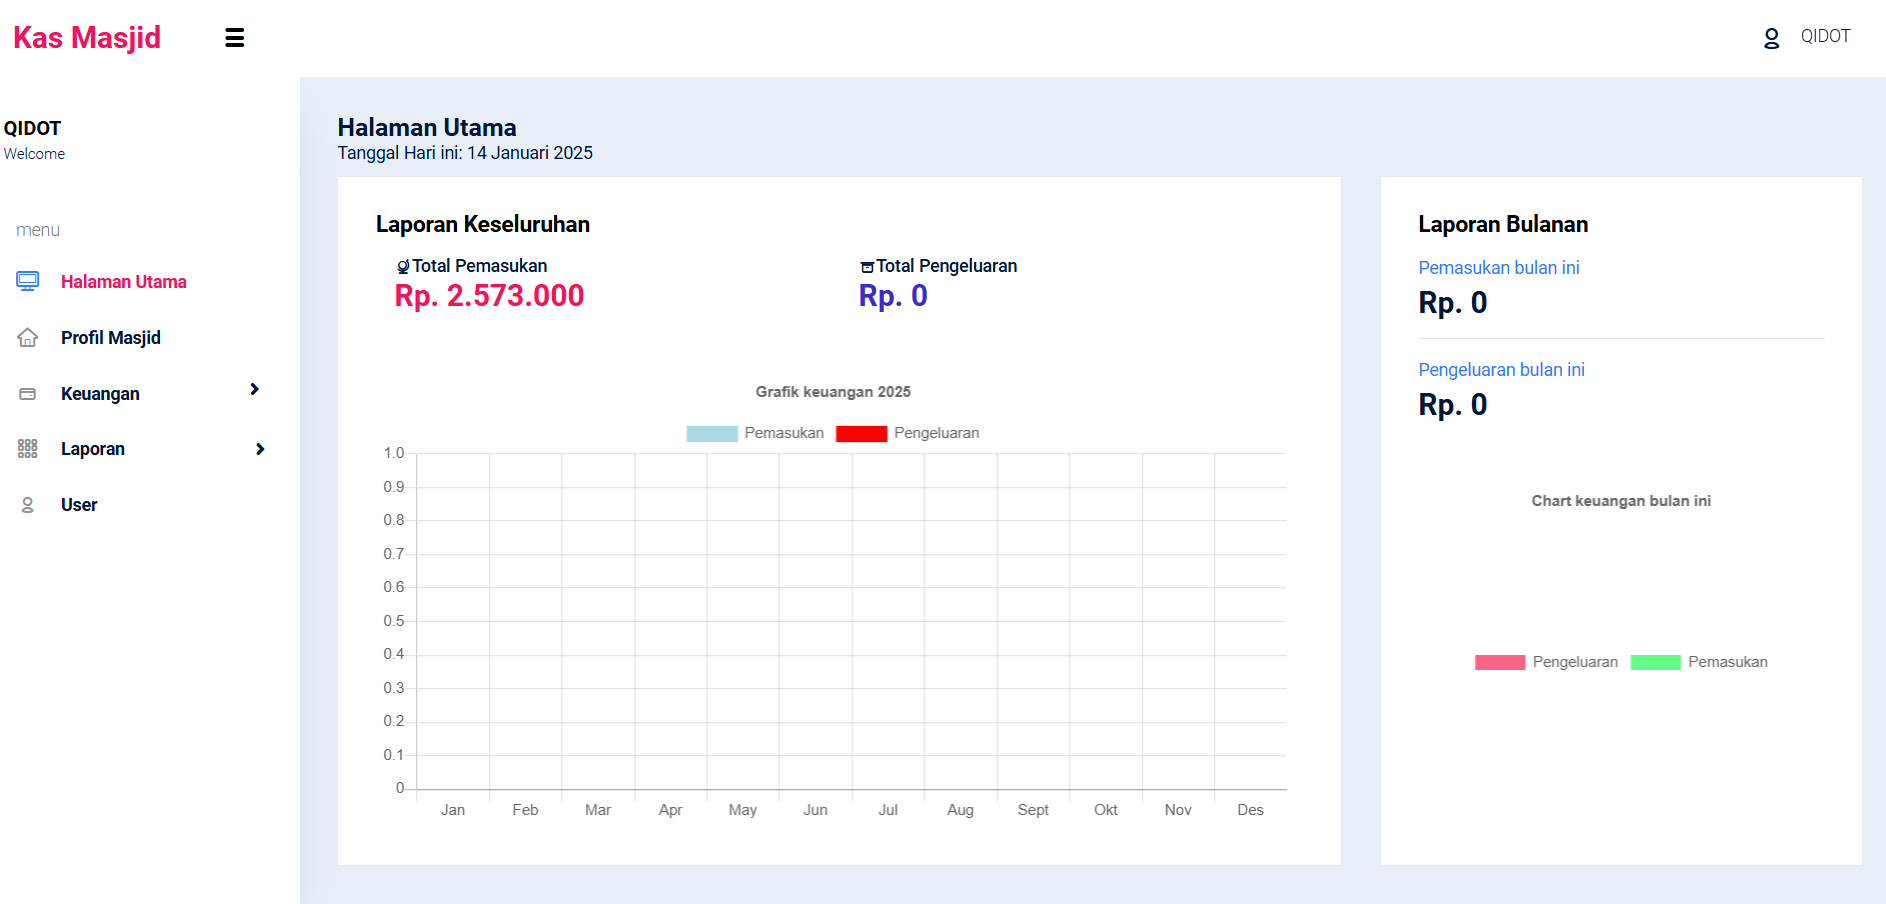 Kas Masjid
QIDOT
QIDOT
Welcome
menu
Halaman Utama
Profil Masjid
Keuangan
Laporan
User
Halaman Utama
Tanggal Hari ini: 14 Januari 2025
Laporan Keseluruhan
Total Pemasukan
Rp. 2.573.000
Total Pengeluaran
Rp. 0
Grafik keuangan 2025
Pemasukan Pengeluaran
1.0
0.9
0.8
0.7
0.6
0.5
0.4
0.3
0.2
0.1
0
Jan Feb Mar Apr May Jun Jul Aug Sept Okt Nov Des
Laporan Bulanan
Pemasukan bulan ini
Rp. 0
Pengeluaran bulan ini
Rp. 0
Chart keuangan bulan ini
Pengeluaran Pemasukan